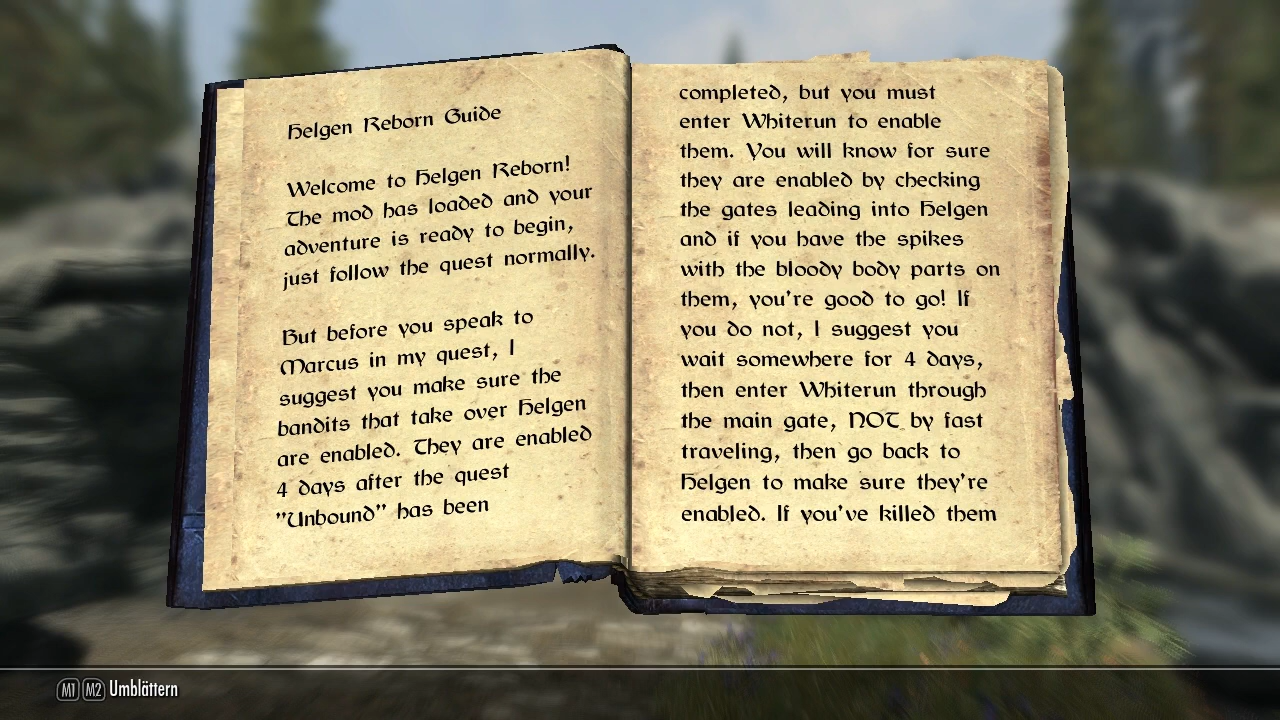 Helgen Reborn Guide
Welcome to Helgen Reborn!
The mod has loaded and your
adventure is ready to begin,
just follow the quest normally.
But before you speak to
Marcus in my quest, I
suggest you make sure the
bandits that take over Helgen
are enabled. They are enabled
4 days after the quest
"Unbound" has been
completed, but you must
enter Whiterun to enable
them. You will know for sure
they are enabled by checking
the gates leading into Helgen
and if you have the spikes
with the bloody body parts on
them, you're good to go! If
you do not, I suggest you
wait somewhere for 4 days,
then enter Whiterun through
the main gate, NOT by fast
traveling, then go back to
Helgen to make sure they're
enabled. If you've killed them
M1 M2 Umblättern